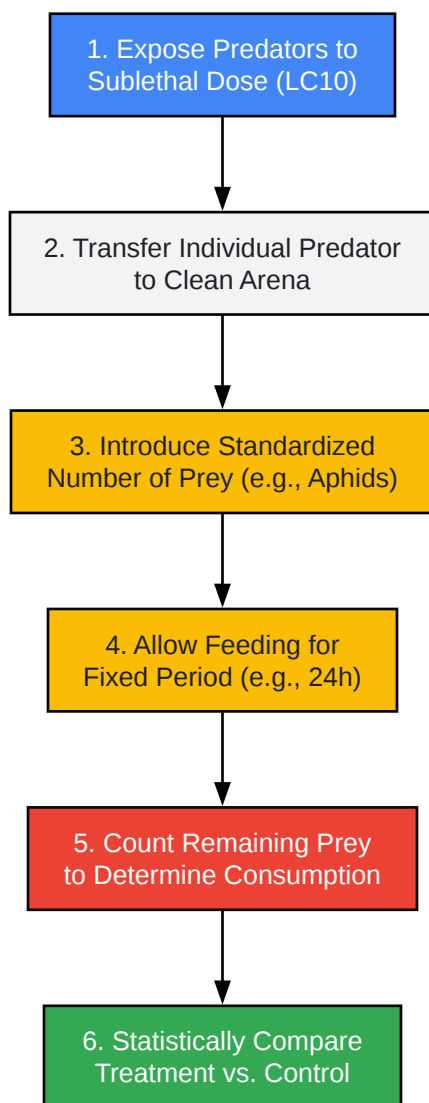 1. Expose Predators to
Sublethal Dose (LC10)
2. Transfer Individual Predator
to Clean Arena
3. Introduce Standardized
Number of Prey (e.g., Aphids)
4. Allow Feeding for
Fixed Period (e.g., 24h)
5. Count Remaining Prey
to Determine Consumption
6. Statistically Compare
Treatment vs. Control